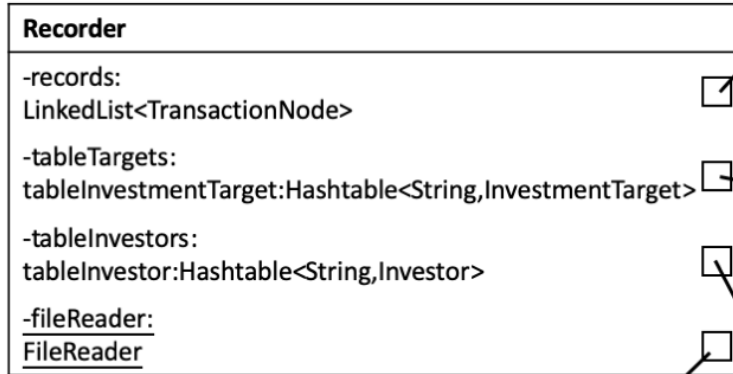 Recorder
-records:
LinkedList<TransactionNode>
-tableTargets:
tableInvestmentTarget:Hashtable<String,InvestmentTarget>
-tableInvestors:
tableInvestor:Hashtable<String,Investor>
-fileReader:
FileReader